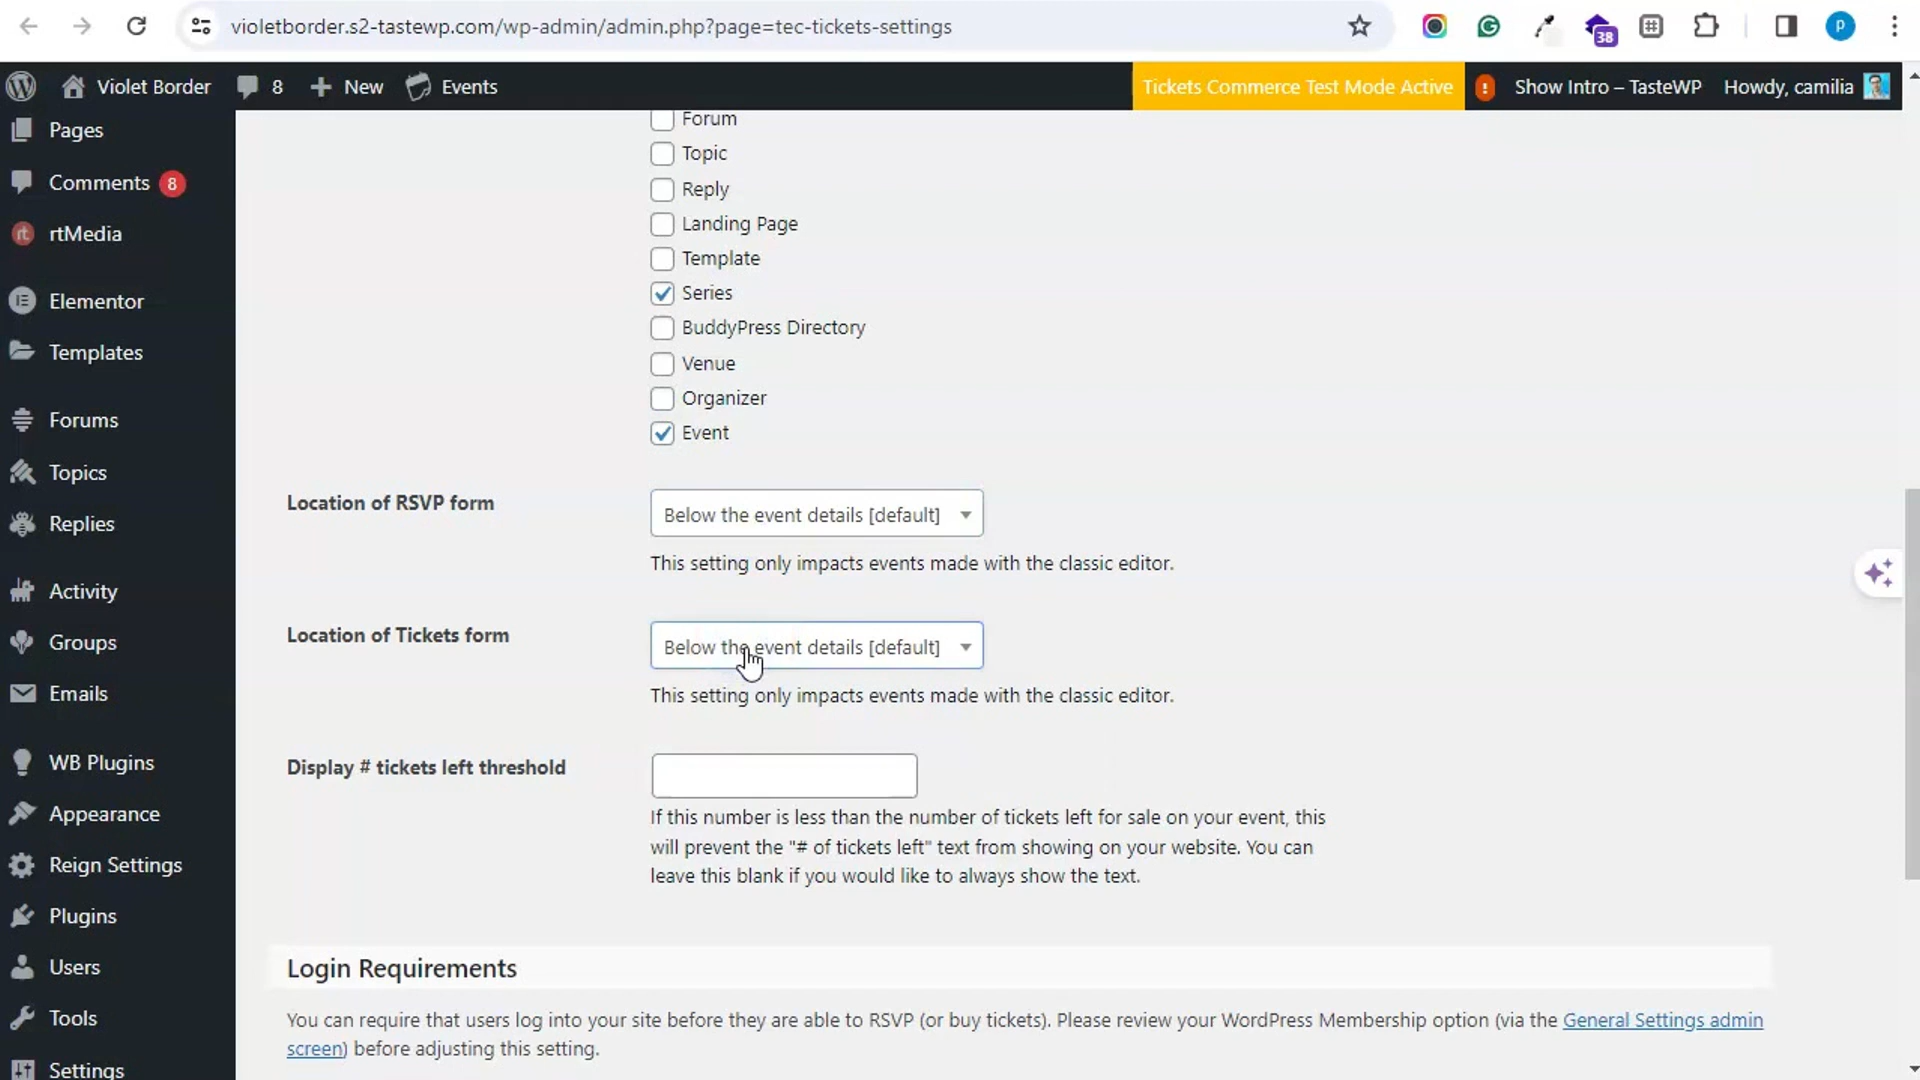 violetborder.s2-tastewp.com/wp-admin/admin.php?page=tec-tickets-settings
38
P
Violet Border
8
New
Events
Tickets Commerce Test Mode Active
!
Show Intro – TasteWP
Howdy, camilia
Pages
Comments 8
rt
rtMedia
Elementor
Templates
Forums
Topics
Replies
Activity
Groups
Emails
WB Plugins
Appearance
Reign Settings
Plugins
Users
Tools
Settings
Forum
Topic
Reply
Landing Page
Template
Series
BuddyPress Directory
Venue
Organizer
Event
Location of RSVP form
Below the event details [default]
This setting only impacts events made with the classic editor.
Location of Tickets form
Below the event details [default]
This setting only impacts events made with the classic editor.
Display # tickets left threshold
If this number is less than the number of tickets left for sale on your event, this
will prevent the "# of tickets left" text from showing on your website. You can
leave this blank if you would like to always show the text.
Login Requirements
You can require that users log into your site before they are able to RSVP (or buy tickets). Please review your WordPress Membership option (via the General Settings admin
screen) before adjusting this setting.